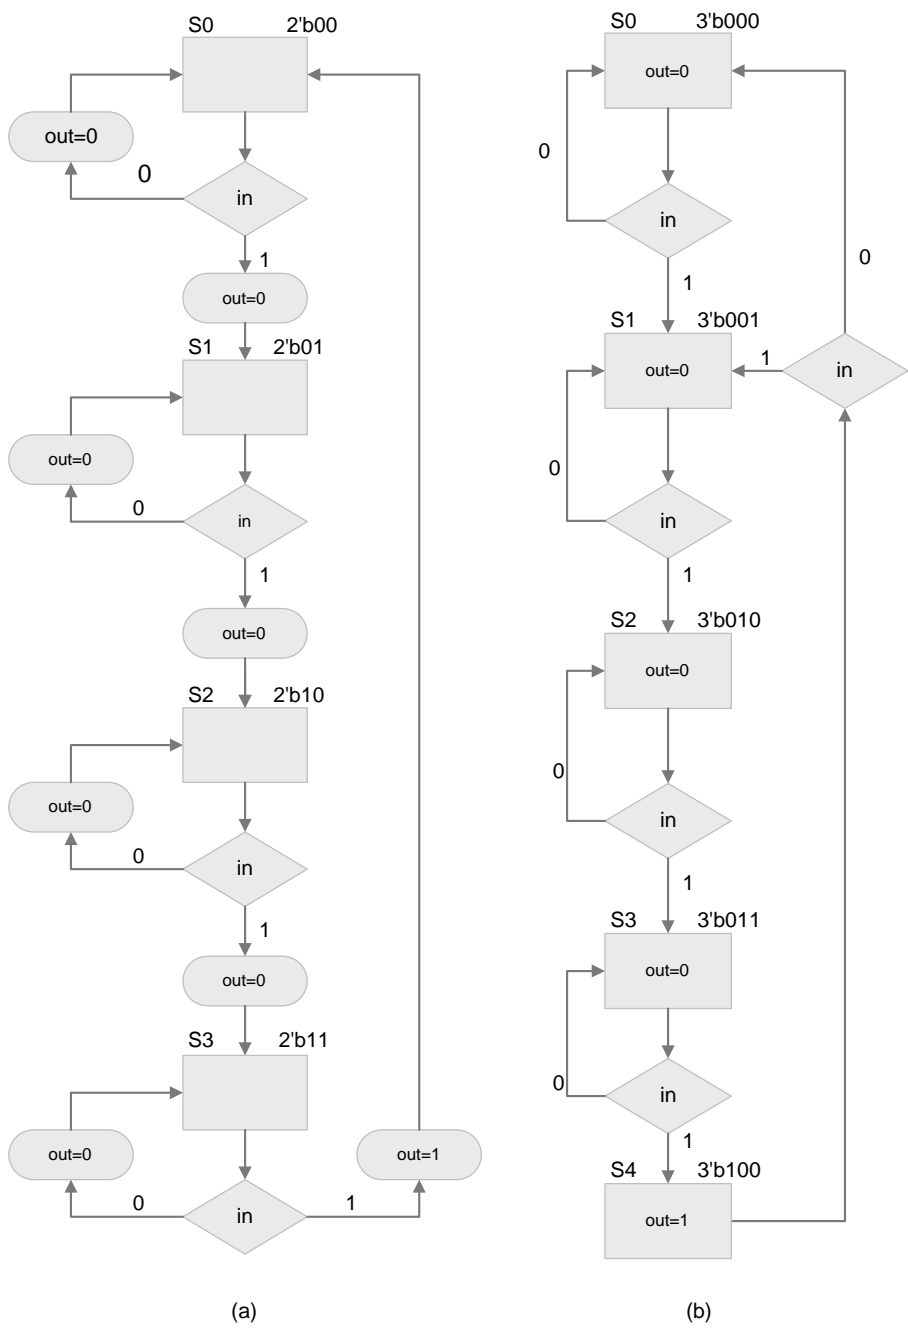 S0 2'b00
out=0
0
in
1
out=0
S1 2'b01
out=0
0
in
1
out=0
S2 2'b10
out=0
0
in
1
out=0
S3 2'b11
out=0
out=1
0
in
1
(a)
S0 3'b000
out=0
0
in
1
0
S1 3'b001
out=0
1
in
0
in
1
S2 3'b010
out=0
0
in
1
S3 3'b011
out=0
0
in
1
S4 3'b100
out=1
(b)